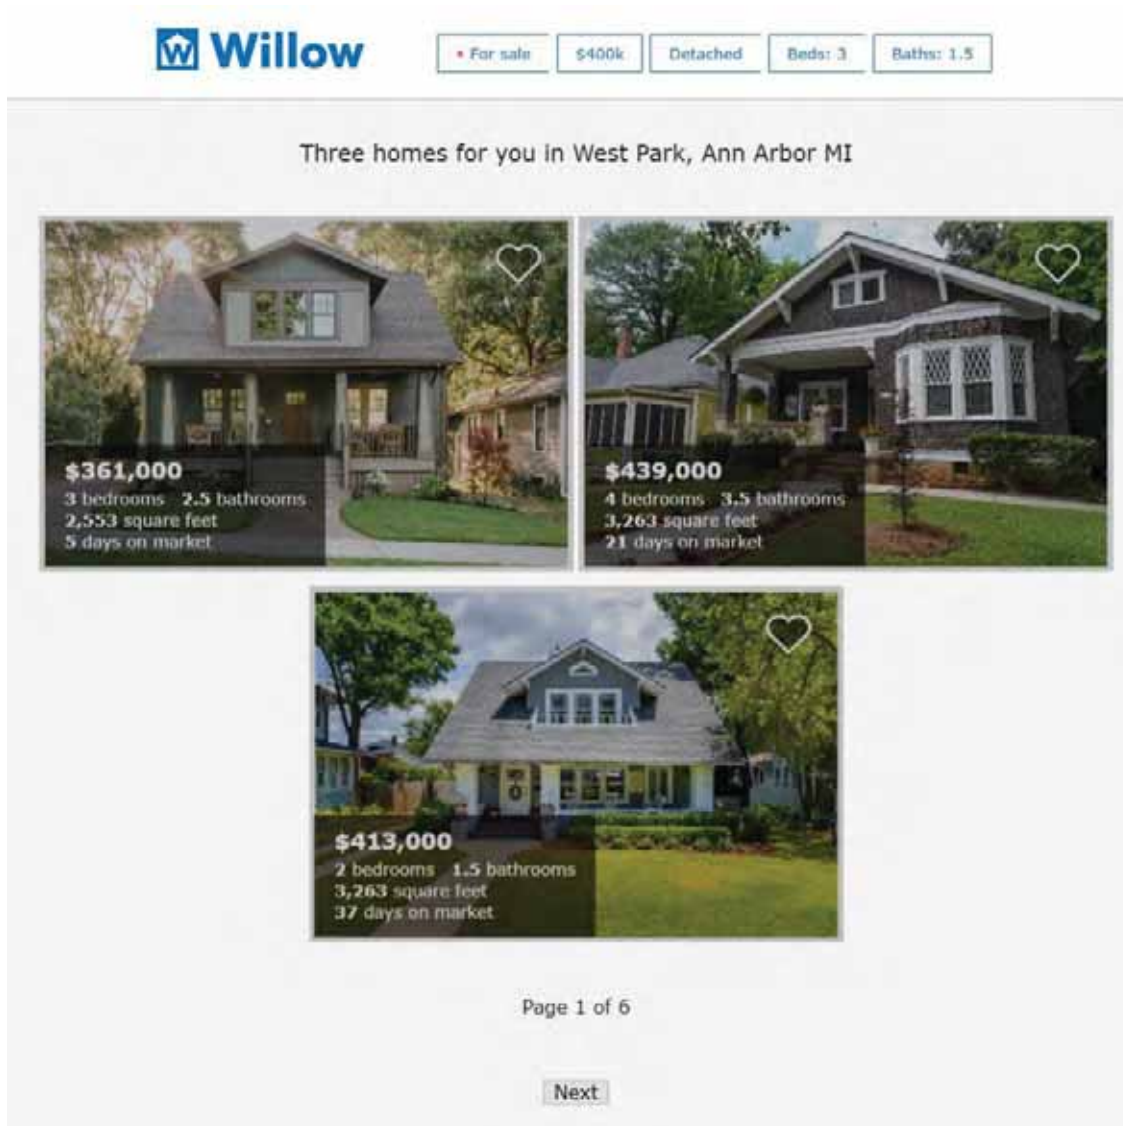 W Willow
• For sale
$400k
Detached
Beds: 3
Baths: 1.5
Three homes for you in West Park, Ann Arbor MI
$361,000
3 bedrooms 2.5 bathrooms
2,553 square feet
5 days on market
$439,000
4 bedrooms 3.5 bathrooms
3,263 square feet
21 days on market
$413,000
2 bedrooms 1.5 bathrooms
3,263 square feet
37 days on market
Page 1 of 6
Next